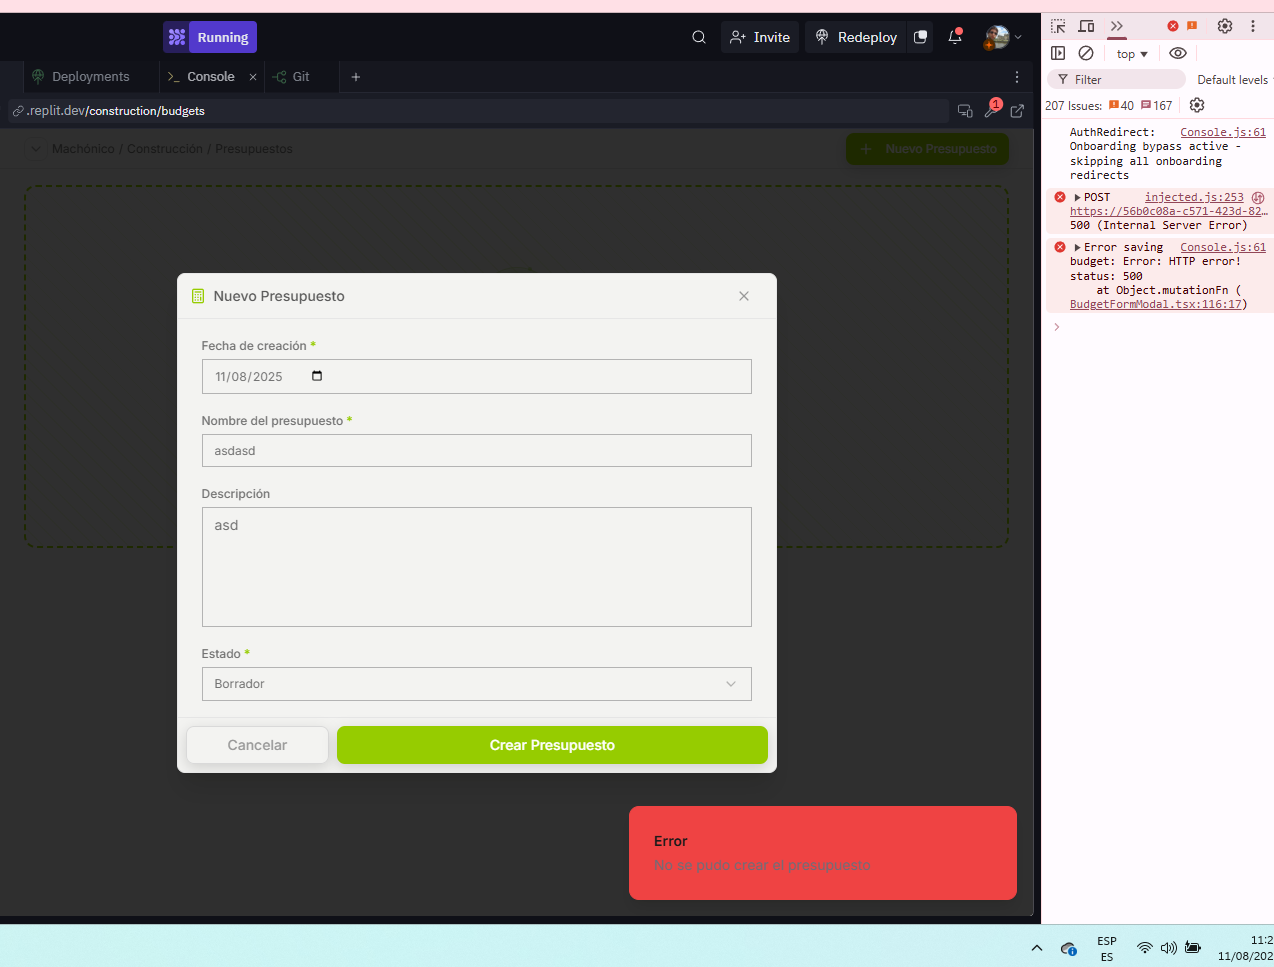 Running
Invite
Redeploy
Deployments
Console
Git
.replit.dev/construction/budgets
1
Machónico / Construcción / Presupuestos
Nuevo Presupuesto
Nuevo Presupuesto
Fecha de creación *
11/08/2025
Nombre del presupuesto *
asdasd
Descripción
asd
Estado *
Borrador
Cancelar
Crear Presupuesto
Error
No se pudo crear el presupuesto
top
Filter
Default levels
207 Issues: 40 167
AuthRedirect: Console.js:61
Onboarding bypass active -
skipping all onboarding
redirects
POST injected.js:253
https://56b0c08a-c571-423d-82…
500 (Internal Server Error)
Error saving Console.js:61
budget: Error: HTTP error!
status: 500
at Object.mutationFn (
BudgetFormModal.tsx:116:17)
ESP
ES
11:2
11/08/202